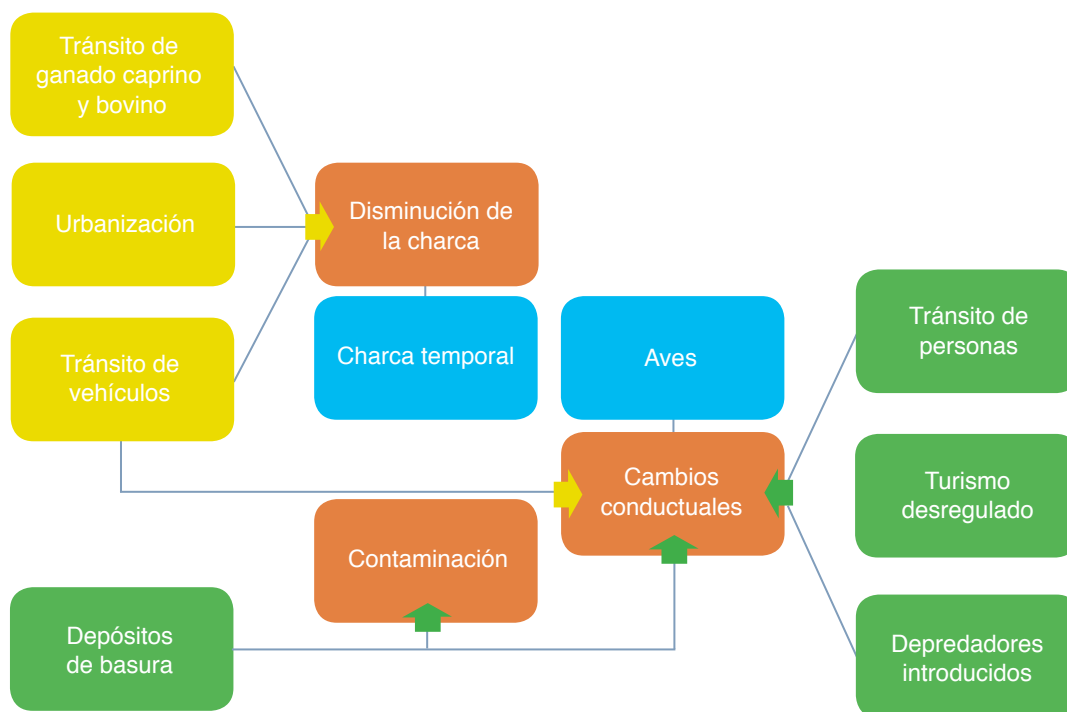 Tránsito de
ganado caprino
y bovino
Urbanización
Disminución de
la charca
Tránsito de
vehículos
Charca temporal
Aves
Tránsito de
personas
Cambios
conductuales
Turismo
desregulado
Contaminación
Depósitos
de basura
Depredadores
introducidos